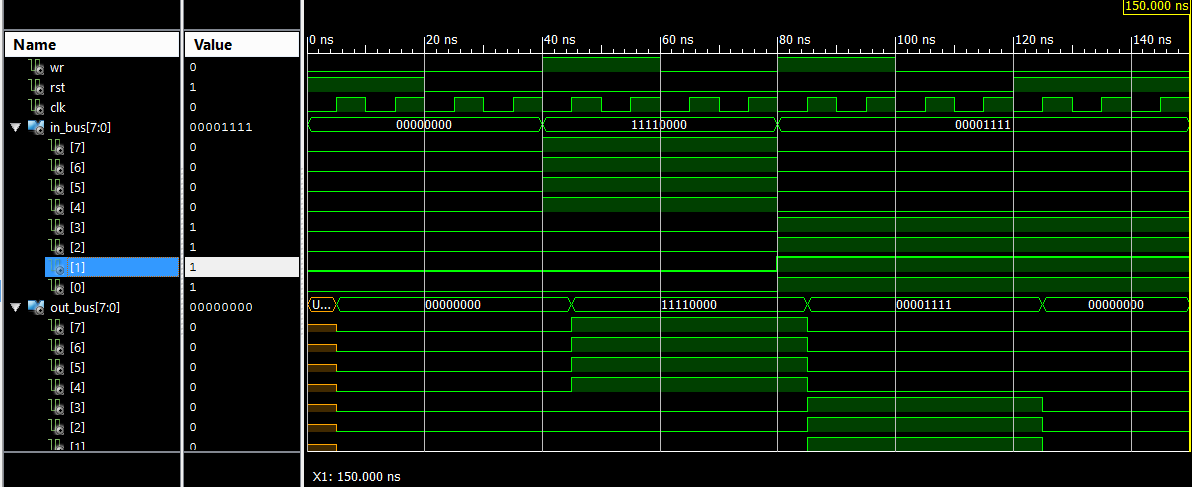 150.000 ns
Name Value 0 ns 20 ns 40 ns 60 ns 80 ns 100 ns 120 ns 140 ns
wr 0
rst 1
clk 0
in_bus[7:0] 00001111 00000000 11110000 00001111
[7] 0
[6] 0
[5] 0
[4] 0
[3] 1
[2] 1
[1] 1
[0] 1
out_bus[7:0] 00000000 U... 00000000 11110000 00001111 00000000
[7] 0
[6] 0
[5] 0
[4] 0
[3] 0
[2] 0
[1] 0
X1: 150.000 ns